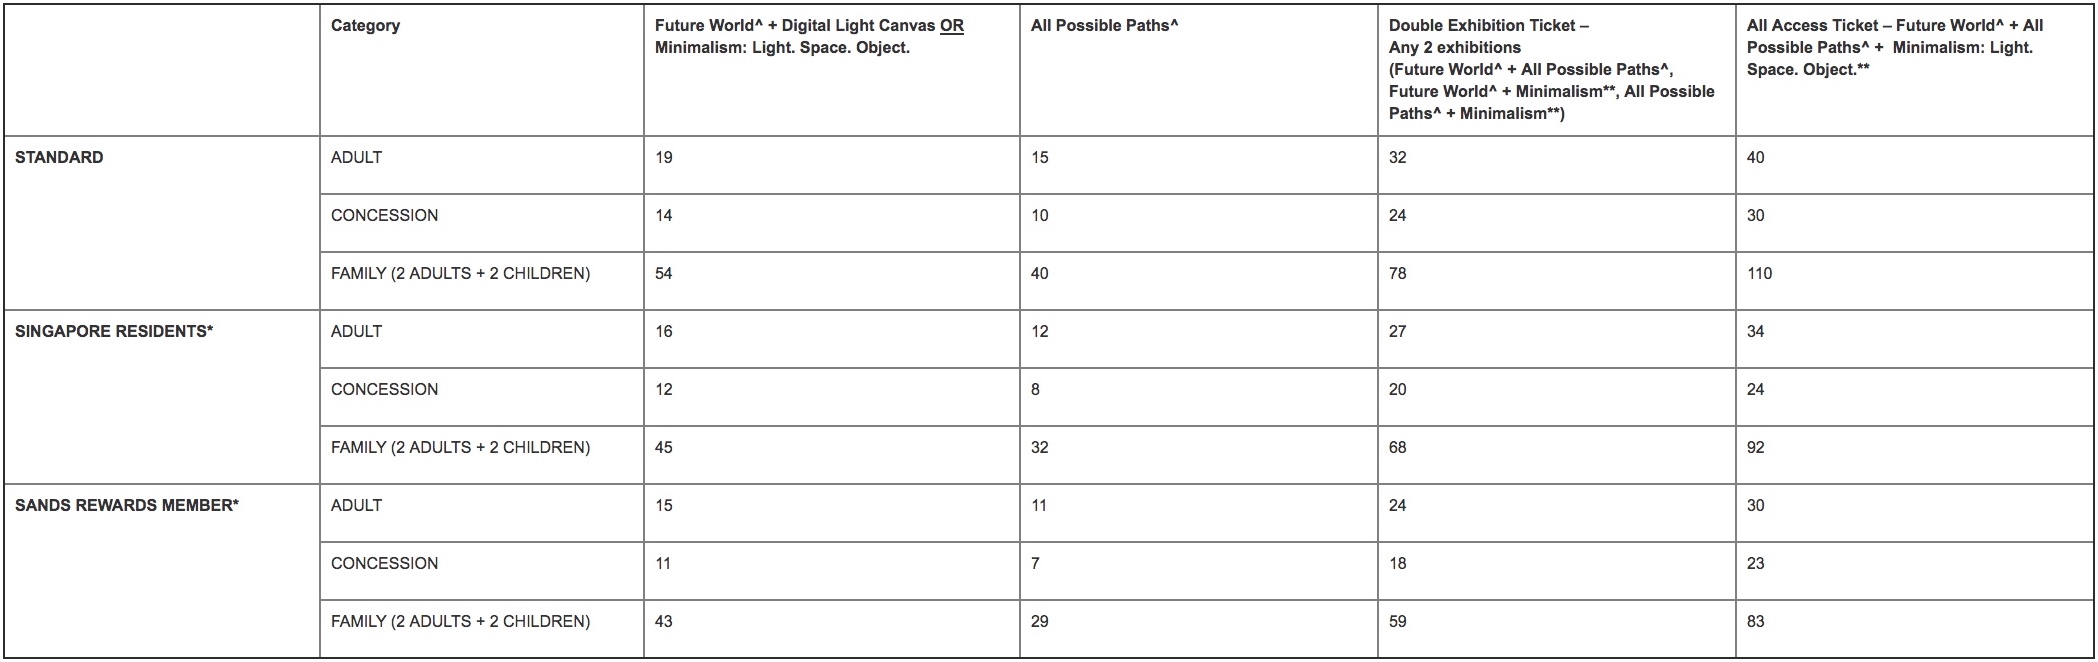 Category
Future World^ + Digital Light Canvas OR
Minimalism: Light. Space. Object.
All Possible Paths^
Double Exhibition Ticket –
Any 2 exhibitions
(Future World^ + All Possible Paths^,
Future World^ + Minimalism**, All Possible
Paths^ + Minimalism**)
All Access Ticket – Future World^ + All
Possible Paths^ + Minimalism: Light.
Space. Object.**
STANDARD
ADULT
19
15
32
40
CONCESSION
14
10
24
30
FAMILY (2 ADULTS + 2 CHILDREN)
54
40
78
110
SINGAPORE RESIDENTS*
ADULT
16
12
27
34
CONCESSION
12
8
20
24
FAMILY (2 ADULTS + 2 CHILDREN)
45
32
68
92
SANDS REWARDS MEMBER*
ADULT
15
11
24
30
CONCESSION
11
7
18
23
FAMILY (2 ADULTS + 2 CHILDREN)
43
29
59
83